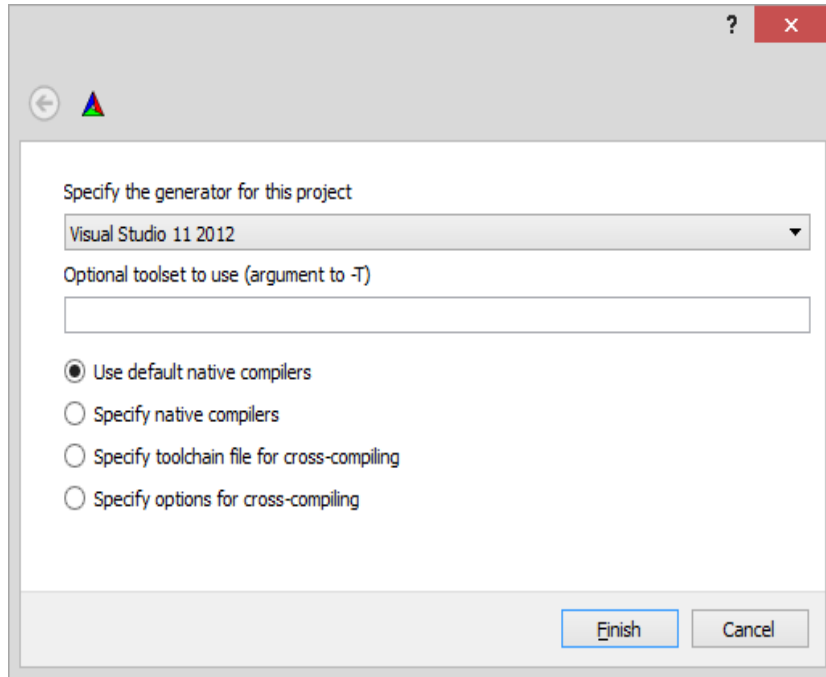 ?
Specify the generator for this project
Visual Studio 11 2012
Optional toolset to use (argument to -T)
Use default native compilers
Specify native compilers
Specify toolchain file for cross-compiling
Specify options for cross-compiling
Finish Cancel